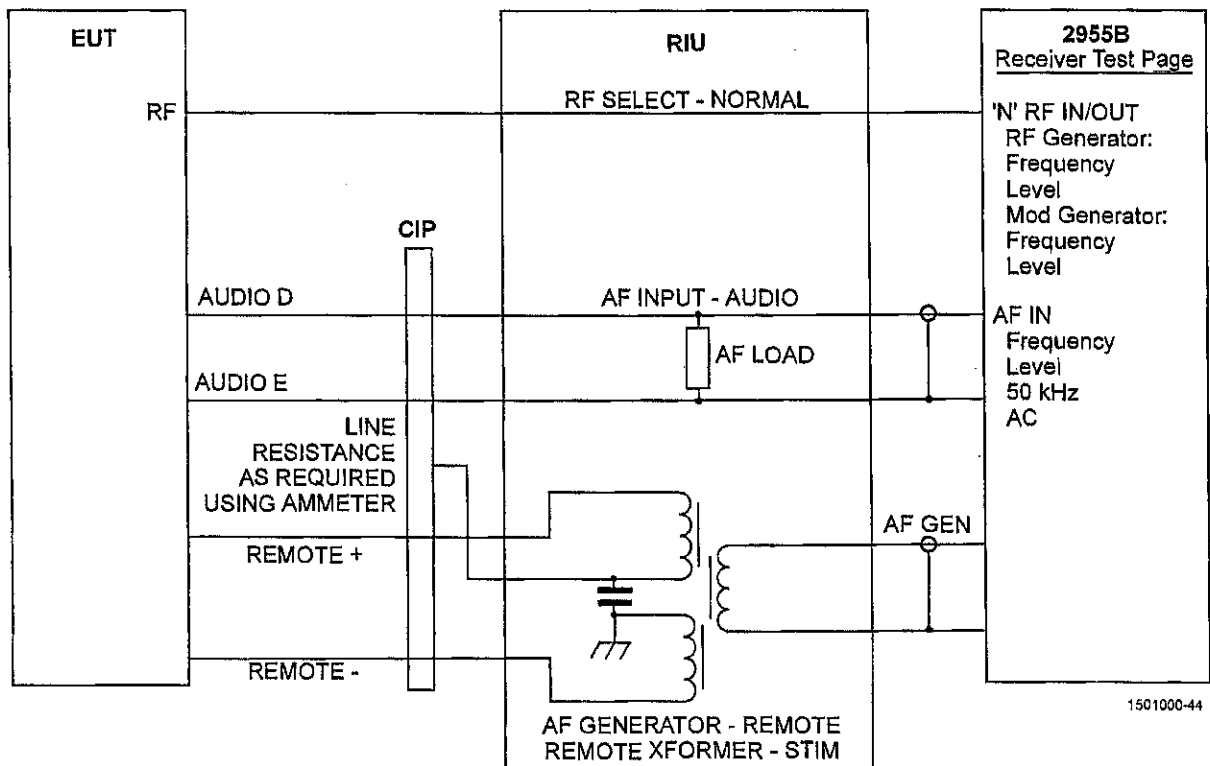 EUT
RIU
2955B
Receiver Test Page
RF
RF SELECT - NORMAL
'N' RF IN/OUT
RF Generator:
Frequency
Level
Mod Generator:
Frequency
Level
CIP
AUDIO D
AF INPUT - AUDIO
AF LOAD
AF IN
Frequency
Level
50 kHz
AC
AUDIO E
LINE
RESISTANCE
AS REQUIRED
USING AMMETER
REMOTE +
AF GEN
REMOTE -
AF GENERATOR - REMOTE
REMOTE XFORMER - STIM
1501000-44